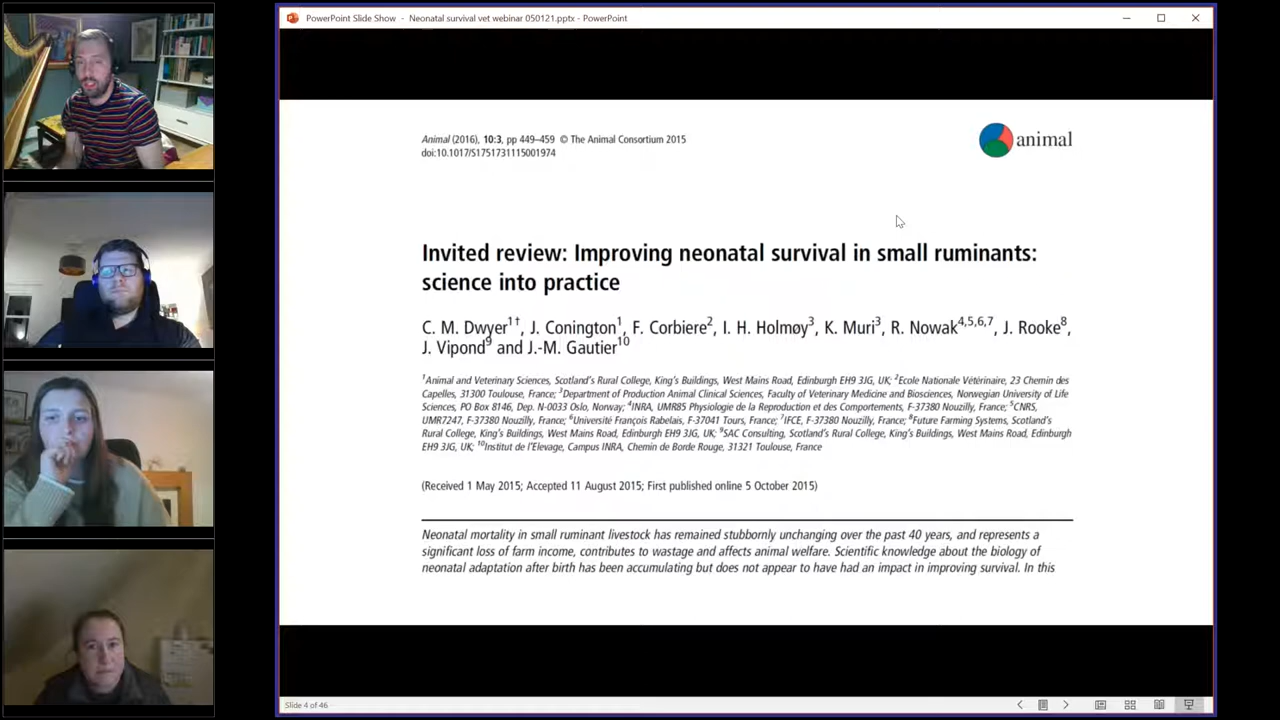 PowerPoint Slide Show - Neonatal survival vet webinar 050121.pptx - PowerPoint
Animal (2016), 10:3, pp 449–459 © The Animal Consortium 2015
doi:10.1017/S1751731115001974
animal
Invited review: Improving neonatal survival in small ruminants:
science into practice
C. M. Dwyer1†, J. Conington1, F. Corbiere2, I. H. Holmøy3, K. Muri3, R. Nowak4,5,6,7, J. Rooke8,
J. Vipond9 and J.-M. Gautier10
1Animal and Veterinary Sciences, Scotland's Rural College, King's Buildings, West Mains Road, Edinburgh EH9 3JG, UK; 2Ecole Nationale Vétérinaire, 23 Chemin des
Capelles, 31300 Toulouse, France; 3Department of Production Animal Clinical Sciences, Faculty of Veterinary Medicine and Biosciences, Norwegian University of Life
Sciences, PO Box 8146, Dep. N-0033 Oslo, Norway; 4INRA, UMR85 Physiologie de la Reproduction et des Comportements, F-37380 Nouzilly, France; 5CNRS,
UMR7247, F-37380 Nouzilly, France; 6Université François Rabelais, F-37041 Tours, France; 7IFCE, F-37380 Nouzilly, France; 8Future Farming Systems, Scotland's
Rural College, King's Buildings, West Mains Road, Edinburgh EH9 3JG, UK; 9SAC Consulting, Scotland's Rural College, King's Buildings, West Mains Road, Edinburgh
EH9 3JG, UK; 10Institut de l'Elevage, Campus INRA, Chemin de Borde Rouge, 31321 Toulouse, France
(Received 1 May 2015; Accepted 11 August 2015; First published online 5 October 2015)
Neonatal mortality in small ruminant livestock has remained stubbornly unchanging over the past 40 years, and represents a
significant loss of farm income, contributes to wastage and affects animal welfare. Scientific knowledge about the biology of
neonatal adaptation after birth has been accumulating but does not appear to have had an impact in improving survival. In this
Slide 4 of 46